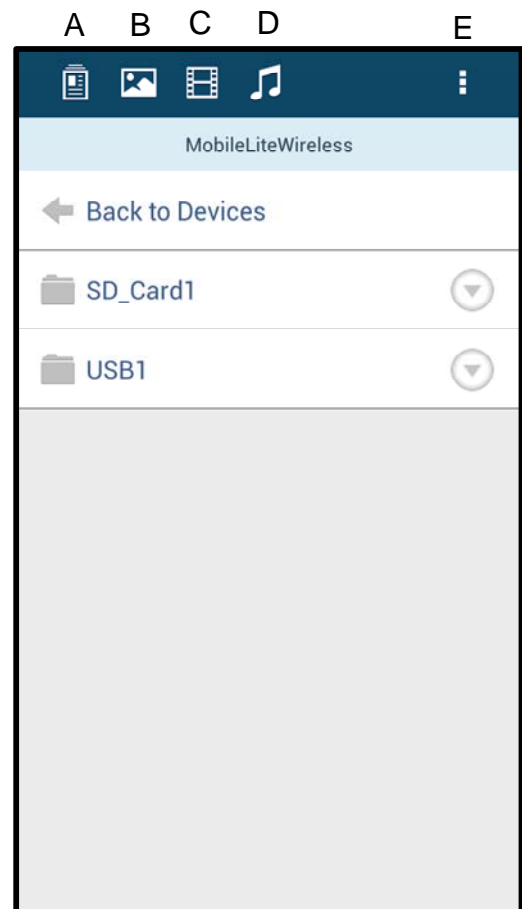 A B C D E
MobileLiteWireless
Back to Devices
SD_Card1
USB1